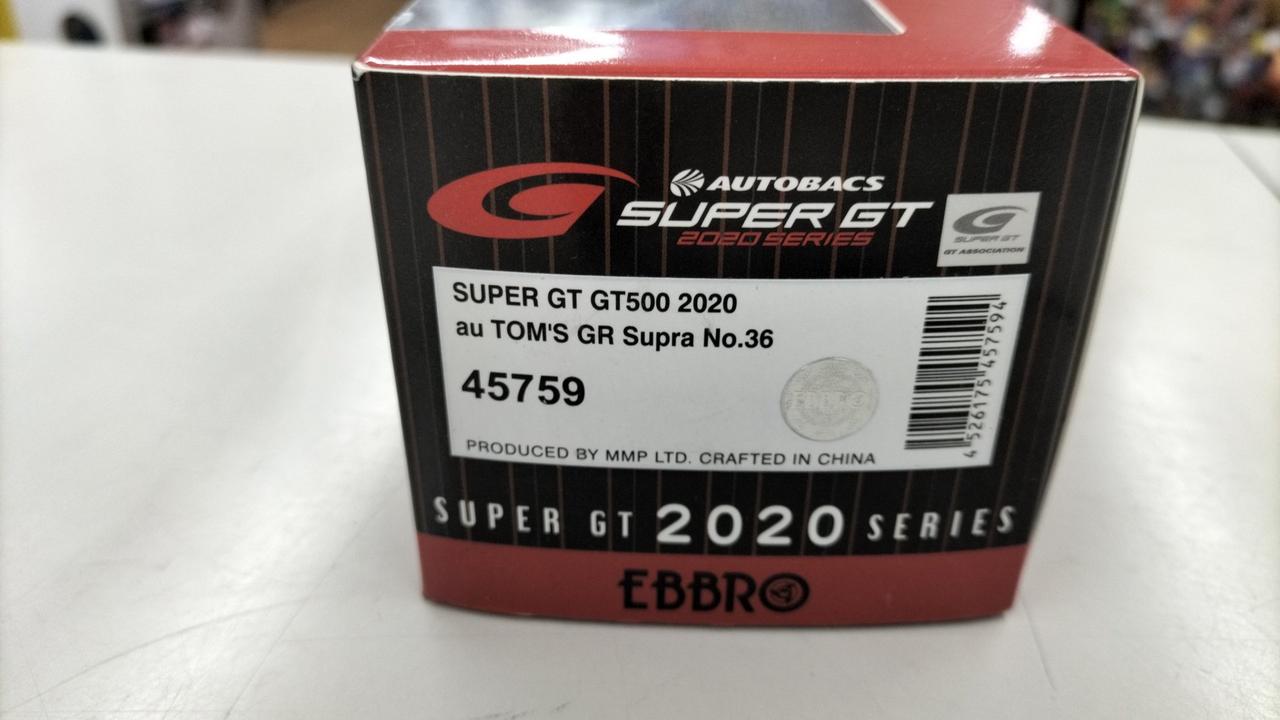 AUTOBACS
SUPER GT
2020 SERIES
SUPER GT
GT ASSOCIATION
SUPER GT GT500 2020
au TOM'S GR Supra No.36
45759
EBBRO
4 526175 457594
PRODUCED BY MMP LTD. CRAFTED IN CHINA
SUPER GT 2020 SERIES
EBBRO